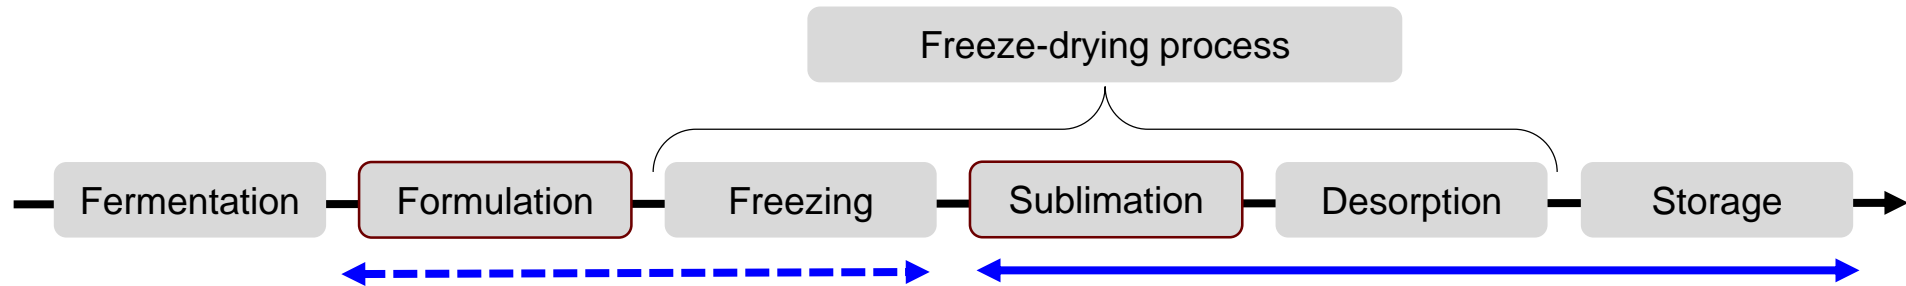 Freeze-drying process
Fermentation
Formulation
Freezing
Sublimation
Desorption
Storage